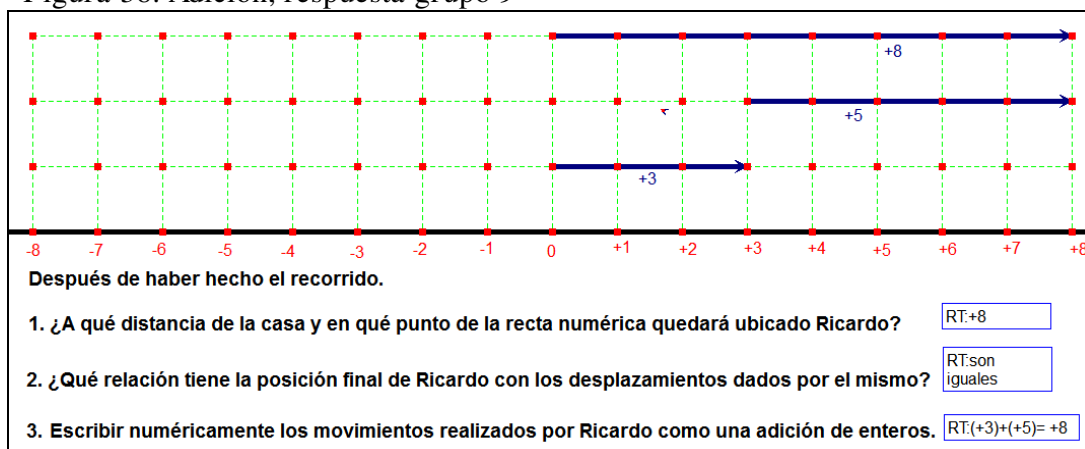 Figura 38. Adición, respuesta grupo 9
+8
+5
+3
-8 -7 -6 -5 -4 -3 -2 -1 0 +1 +2 +3 +4 +5 +6 +7 +8
Después de haber hecho el recorrido.
1. ¿A qué distancia de la casa y en qué punto de la recta numérica quedará ubicado Ricardo? RT:+8
2. ¿Qué relación tiene la posición final de Ricardo con los desplazamientos dados por el mismo? RT:son
iguales
3. Escribir numéricamente los movimientos realizados por Ricardo como una adición de enteros. RT:(+3)+(+5)= +8